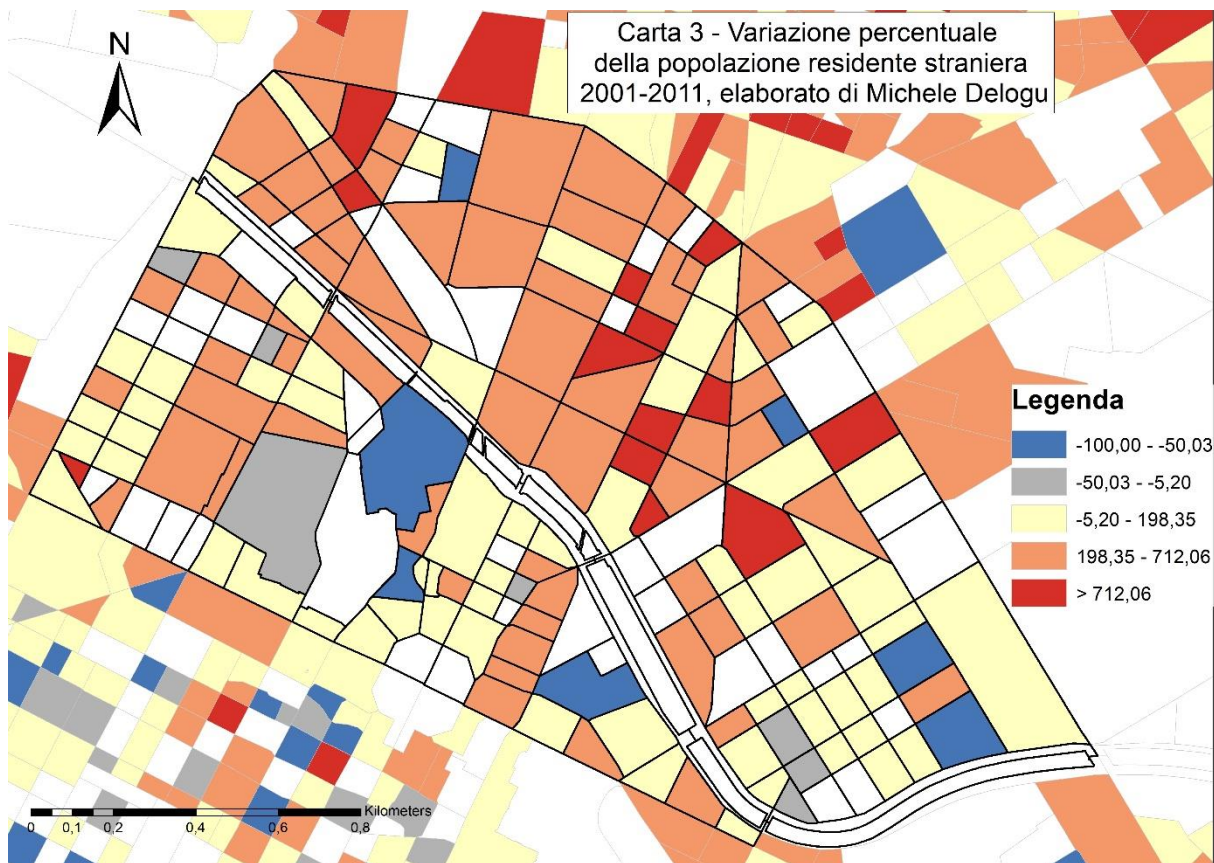 Carta 3 - Variazione percentuale
della popolazione residente straniera
2001-2011, elaborato di Michele Delogu
N
Legenda
-100,00 - -50,03
-50,03 - -5,20
-5,20 - 198,35
198,35 - 712,06
> 712,06
Kilometers
0 0,1 0,2 0,4 0,6 0,8